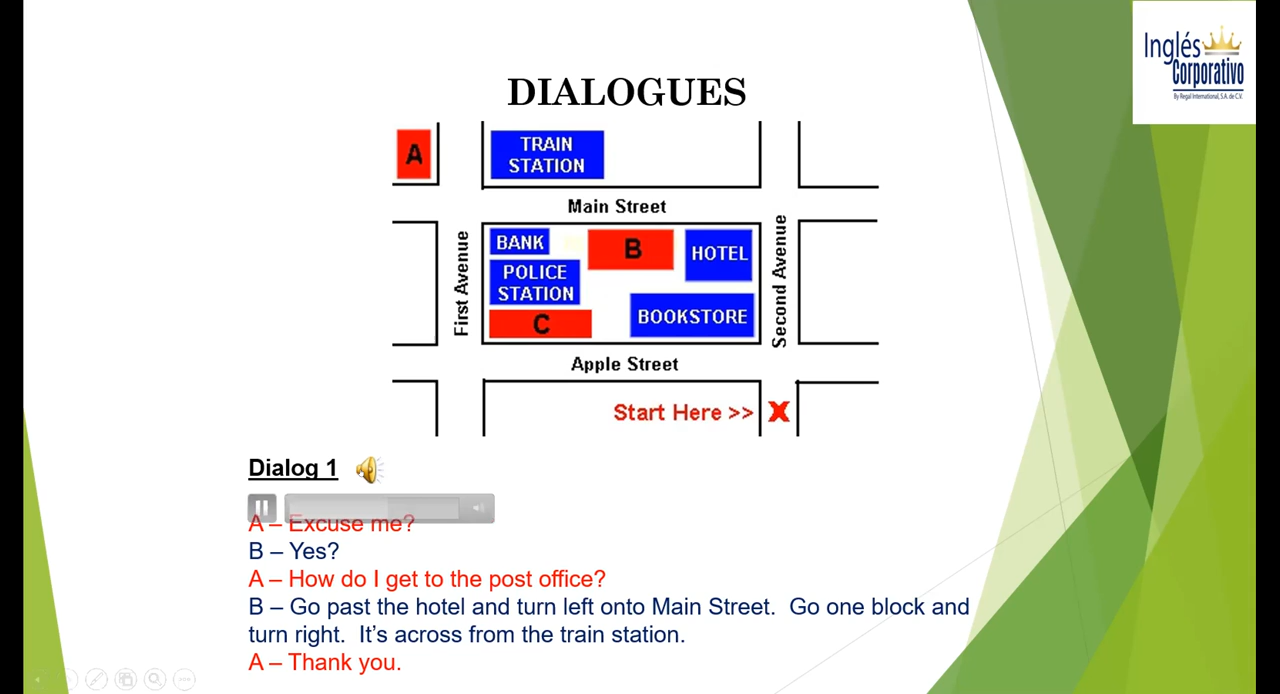 Inglés
Corporativo
By Regal International, S.A. de C.V.
DIALOGUES
A
TRAIN
STATION
Main Street
First Avenue
BANK
B
HOTEL
POLICE
STATION
C
BOOKSTORE
Second Avenue
Apple Street
Start Here >> X
Dialog 1
A – Excuse me?
B – Yes?
A – How do I get to the post office?
B – Go past the hotel and turn left onto Main Street.  Go one block and
turn right.  It's across from the train station.
A – Thank you.